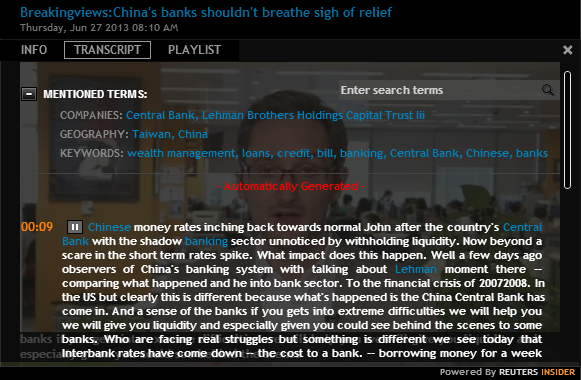 Breakingviews:China's banks shouldn't breathe sigh of relief
Thursday, Jun 27 2013 08:10 AM
INFO TRANSCRIPT PLAYLIST
MENTIONED TERMS: Enter search terms
COMPANIES: Central Bank, Lehman Brothers Holdings Capital Trust Iii
GEOGRAPHY: Taiwan, China
KEYWORDS: wealth management, loans, credit, bill, banking, Central Bank, Chinese, banks
- Automatically Generated -
00:09 Chinese money rates inching back towards normal John after the country's Central
Bank with the shadow banking sector unnoticed by withholding liquidity. Now beyond a
scare in the short term rates spike. What impact does this happen. Well a few days ago
observers of China's banking system with talking about Lehman moment there --
comparing what happened and he into bank sector. To the financial crisis of 20072008. In
the US but clearly this is different because what's happened is the China Central Bank has
come in. And a sense of the banks if you gets into extreme difficulties we will help you
we will give you liquidity and especially given you could see behind the scenes to some
banks. Who are facing real struggles but something is different we see today that
Interbank rates have come down -- the cost to a bank. -- borrowing money for a week
Powered By REUTERS INSIDER